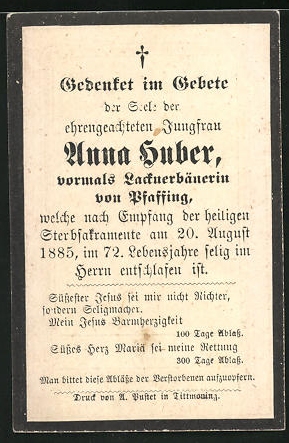 Gedenket im Gebete
der Seele der
ehrengeachteten Jungfrau
Anna Huber,
vormals Lacknerbäuerin
von Pfaffing,
welche nach Empfang der heiligen
Sterbsakramente am 20. August
1885, im 72. Lebensjahre selig im
Herrn entschlafen ist.
Süßester Jesus sei mir nicht Richter,
sondern Seligmacher.
Mein Jesus Barmherzigkeit
100 Tage Ablaß.
Süßes Herz Mariä sei meine Rettung
300 Tage Ablaß.
Man bittet diese Abläße der Verstorbenen aufzuopfern.
Druck von A. Pustet in Tittmoning.